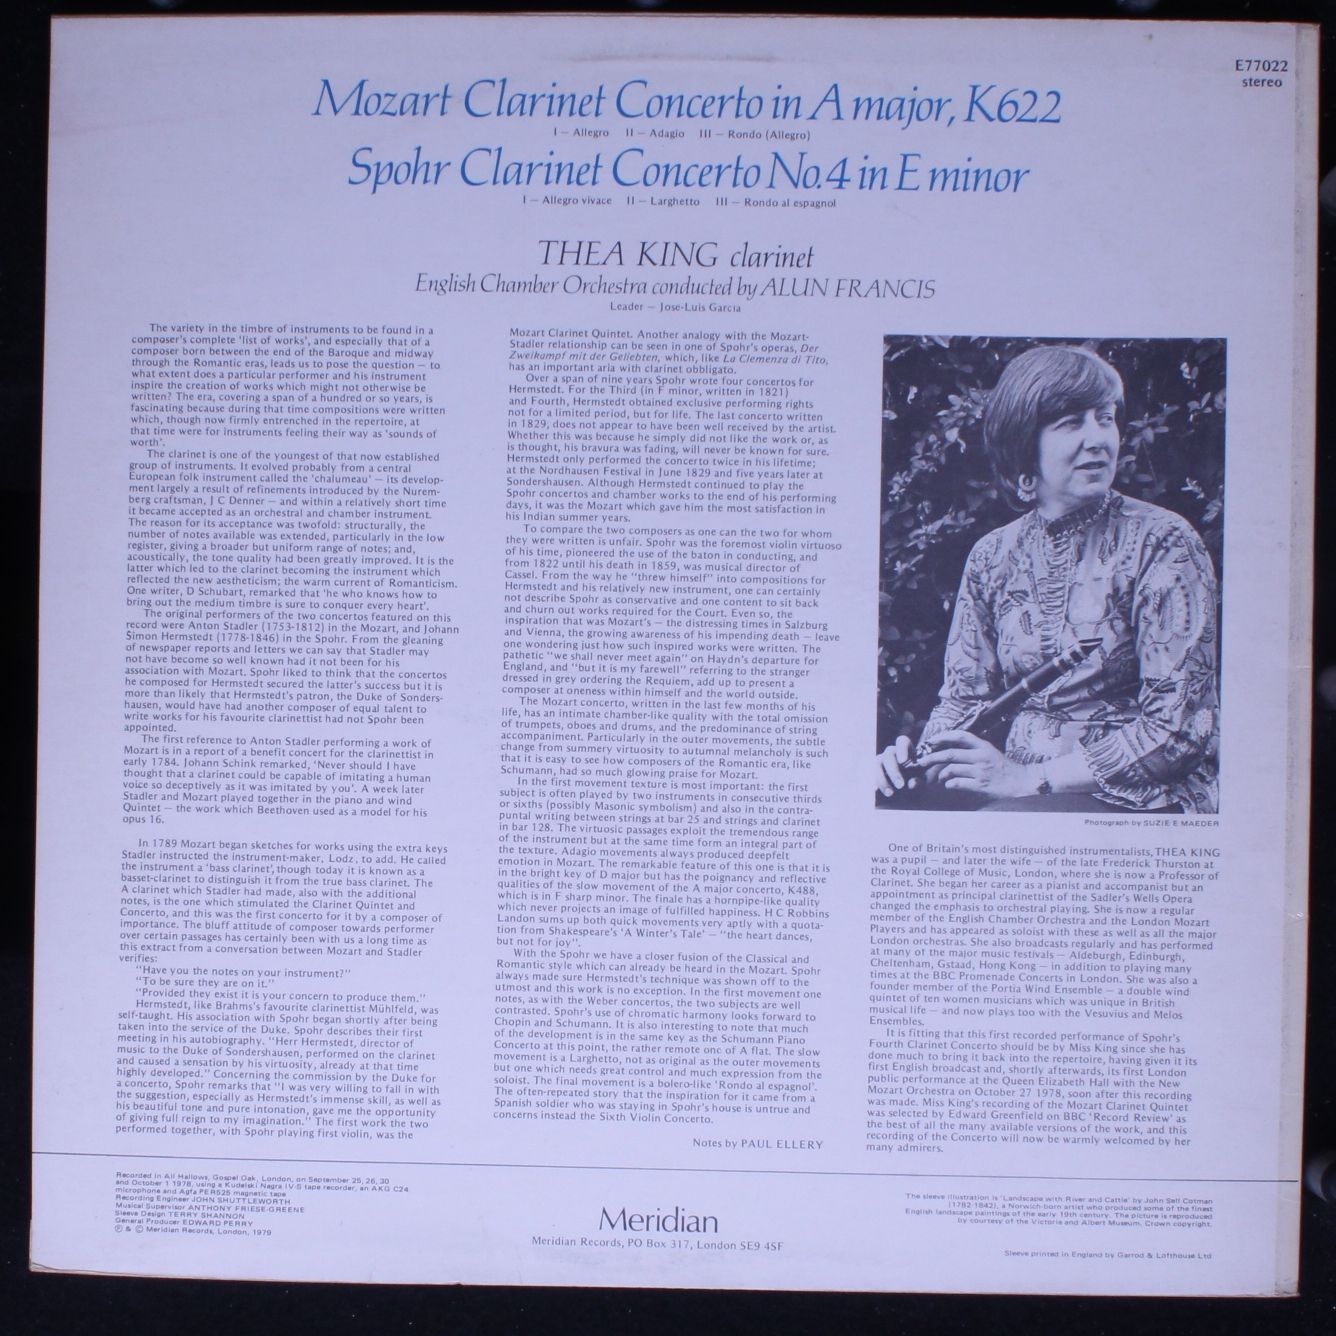 E77022
stereo
Mozart Clarinet Concerto in A major, K622
I — Allegro II — Adagio III — Rondo (Allegro)
Spohr Clarinet Concerto No.4 in E minor
I — Allegro vivace II — Larghetto III — Rondo al espagnol
THEA KING clarinet
English Chamber Orchestra conducted by ALUN FRANCIS
Leader — Jose-Luis Garcia
The variety in the timbre of instruments to be found in a
composer's complete 'list of works', and especially that of a
composer born between the end of the Baroque and midway
through the Romantic eras, leads us to pose the question — to
what extent does a particular performer and his instrument
inspire the creation of works which might not otherwise be
written? The era, covering a span of a hundred or so years, is
fascinating because during that time compositions were written
which, though now firmly entrenched in the repertoire, at
that time were for instruments feeling their way as 'sounds of
worth'.
The clarinet is one of the youngest of that now established
group of instruments. It evolved probably from a central
European folk instrument called the 'chalumeau' — its develop-
ment largely a result of refinements introduced by the Nurem-
berg craftsman, J C Denner — and within a relatively short time
it became accepted as an orchestral and chamber instrument.
The reason for its acceptance was twofold: structurally, the
number of notes available was extended, particularly in the low
register, giving a broader but uniform range of notes; and,
acoustically, the tone quality had been greatly improved. It is the
latter which led to the clarinet becoming the instrument which
reflected the new aestheticism; the warm current of Romanticism.
One writer, D Schubart, remarked that 'he who knows how to
bring out the medium timbre is sure to conquer every heart'.
The original performers of the two concertos featured on this
record were Anton Stadler (1753-1812) in the Mozart, and Johann
Simon Hermstedt (1778-1846) in the Spohr. From the gleaning
of newspaper reports and letters we can say that Stadler may
not have become so well known had it not been for his
association with Mozart. Spohr liked to think that the concertos
he composed for Hermstedt secured the latter's success but it is
more than likely that Hermstedt's patron, the Duke of Sonders-
hausen, would have had another composer of equal talent to
write works for his favourite clarinettist had not Spohr been
appointed.
The first reference to Anton Stadler performing a work of
Mozart is in a report of a benefit concert for the clarinettist in
early 1784. Johann Schink remarked, 'Never should I have
thought that a clarinet could be capable of imitating a human
voice so deceptively as it was imitated by you'. A week later
Stadler and Mozart played together in the piano and wind
Quintet — the work which Beethoven used as a model for his
opus 16.
In 1789 Mozart began sketches for works using the extra keys
Stadler instructed the instrument-maker, Lodz, to add. He called
the instrument a 'bass clarinet', though today it is known as a
basset-clarinet to distinguish it from the true bass clarinet. The
A clarinet which Stadler had made, also with the additional
notes, is the one which stimulated the Clarinet Quintet and
Concerto, and this was the first concerto for it by a composer of
importance. The bluff attitude of composer towards performer
over certain passages has certainly been with us a long time as
this extract from a conversation between Mozart and Stadler
verifies:
"Have you the notes on your instrument?"
"To be sure they are on it."
"Provided they exist it is your concern to produce them."
Hermstedt, like Brahms's favourite clarinettist Mühlfeld, was
self-taught. His association with Spohr began shortly after being
taken into the service of the Duke. Spohr describes their first
meeting in his autobiography. "Herr Hermstedt, director of
music to the Duke of Sondershausen, performed on the clarinet
and caused a sensation by his virtuosity, already at that time
highly developed." Concerning the commission by the Duke for
a concerto, Spohr remarks that "I was very willing to fall in with
the suggestion, especially as Hermstedt's immense skill, as well as
his beautiful tone and pure intonation, gave me the opportunity
of giving full reign to my imagination." The first work the two
performed together, with Spohr playing first violin, was the
Mozart Clarinet Quintet. Another analogy with the Mozart-
Stadler relationship can be seen in one of Spohr's operas, Der
Zweikampf mit der Geliebten, which, like La Clemenza di Tito,
has an important aria with clarinet obbligato.
Over a span of nine years Spohr wrote four concertos for
Hermstedt. For the Third (in F minor, written in 1821)
and Fourth, Hermstedt obtained exclusive performing rights
not for a limited period, but for life. The last concerto written
in 1829, does not appear to have been well received by the artist.
Whether this was because he simply did not like the work or, as
is thought, his bravura was fading, will never be known for sure.
Hermstedt only performed the concerto twice in his lifetime;
at the Nordhausen Festival in June 1829 and five years later at
Sondershausen. Although Hermstedt continued to play the
Spohr concertos and chamber works to the end of his performing
days, it was the Mozart which gave him the most satisfaction in
his Indian summer years.
To compare the two composers as one can the two for whom
they were written is unfair. Spohr was the foremost violin virtuoso
of his time, pioneered the use of the baton in conducting, and
from 1822 until his death in 1859, was musical director of
Cassel. From the way he "threw himself" into compositions for
Hermstedt and his relatively new instrument, one can certainly
not describe Spohr as conservative and one content to sit back
and churn out works required for the Court. Even so, the
inspiration that was Mozart's — the distressing times in Salzburg
and Vienna, the growing awareness of his impending death — leave
one wondering just how such inspired works were written. The
pathetic "we shall never meet again" on Haydn's departure for
England, and "but it is my farewell" referring to the stranger
dressed in grey ordering the Requiem, add up to present a
composer at oneness within himself and the world outside.
The Mozart concerto, written in the last few months of his
life, has an intimate chamber-like quality with the total omission
of trumpets, oboes and drums, and the predominance of string
accompaniment. Particularly in the outer movements, the subtle
change from summery virtuosity to autumnal melancholy is such
that it is easy to see how composers of the Romantic era, like
Schumann, had so much glowing praise for Mozart.
In the first movement texture is most important: the first
subject is often played by two instruments in consecutive thirds
or sixths (possibly Masonic symbolism) and also in the contra-
puntal writing between strings at bar 25 and strings and clarinet
in bar 128. The virtuosic passages exploit the tremendous range
of the instrument but at the same time form an integral part of
the texture. Adagio movements always produced deepfelt
emotion in Mozart. The remarkable feature of this one is that it is
in the bright key of D major but has the poignancy and reflective
qualities of the slow movement of the A major concerto, K488,
which is in F sharp minor. The finale has a hornpipe-like quality
which never projects an image of fulfilled happiness. H C Robbins
Landon sums up both quick movements very aptly with a quota-
tion from Shakespeare's 'A Winter's Tale' — "the heart dances,
but not for joy".
With the Spohr we have a closer fusion of the Classical and
Romantic style which can already be heard in the Mozart. Spohr
always made sure Hermstedt's technique was shown off to the
utmost and this work is no exception. In the first movement one
notes, as with the Weber concertos, the two subjects are well
contrasted. Spohr's use of chromatic harmony looks forward to
Chopin and Schumann. It is also interesting to note that much
of the development is in the same key as the Schumann Piano
Concerto at this point, the rather remote one of A flat. The slow
movement is a Larghetto, not as original as the outer movements
but one which needs great control and much expression from the
soloist. The final movement is a bolero-like 'Rondo al espagnol'.
The often-repeated story that the inspiration for it came from a
Spanish soldier who was staying in Spohr's house is untrue and
concerns instead the Sixth Violin Concerto.
Notes by PAUL ELLERY
Photograph by SUZIE E MAEDER
One of Britain's most distinguished instrumentalists, THEA KING
was a pupil — and later the wife — of the late Frederick Thurston at
the Royal College of Music, London, where she is now a Professor of
Clarinet. She began her career as a pianist and accompanist but an
appointment as principal clarinettist of the Sadler's Wells Opera
changed the emphasis to orchestral playing. She is now a regular
member of the English Chamber Orchestra and the London Mozart
Players and has appeared as soloist with these as well as all the major
London orchestras. She also broadcasts regularly and has performed
at many of the major music festivals — Aldeburgh, Edinburgh,
Cheltenham, Gstaad, Hong Kong — in addition to playing many
times at the BBC Promenade Concerts in London. She was also a
founder member of the Portia Wind Ensemble — a double wind
quintet of ten women musicians which was unique in British
musical life — and now plays too with the Vesuvius and Melos
Ensembles.
It is fitting that this first recorded performance of Spohr's
Fourth Clarinet Concerto should be by Miss King since she has
done much to bring it back into the repertoire, having given it its
first English broadcast and, shortly afterwards, its first London
public performance at the Queen Elizabeth Hall with the New
Mozart Orchestra on October 27 1978, soon after this recording
was made. Miss King's recording of the Mozart Clarinet Quintet
was selected by Edward Greenfield on BBC 'Record Review' as
the best of all the many available versions of the work, and this
recording of the Concerto will now be warmly welcomed by her
many admirers.
Recorded in All Hallows, Gospel Oak, London, on September 25, 26, 30
and October 1 1978, using a Kudelski Nagra IV-S tape recorder, an AKG C24
microphone and Agfa PER525 magnetic tape
Recording Engineer JOHN SHUTTLEWORTH
Musical Supervisor ANTHONY FRIESE-GREENE
Sleeve Design TERRY SHANNON
General Producer EDWARD PERRY
℗ & © Meridian Records, London, 1979
Meridian
Meridian Records, PO Box 317, London SE9 4SF
The sleeve illustration is 'Landscape with River and Cattle' by John Sell Cotman
(1782-1842), a Norwich-born artist who produced some of the finest
English landscape paintings of the early 19th century. The picture is reproduced
by courtesy of the Victoria and Albert Museum. Crown copyright.
Sleeve printed in England by Garrod & Lofthouse Ltd